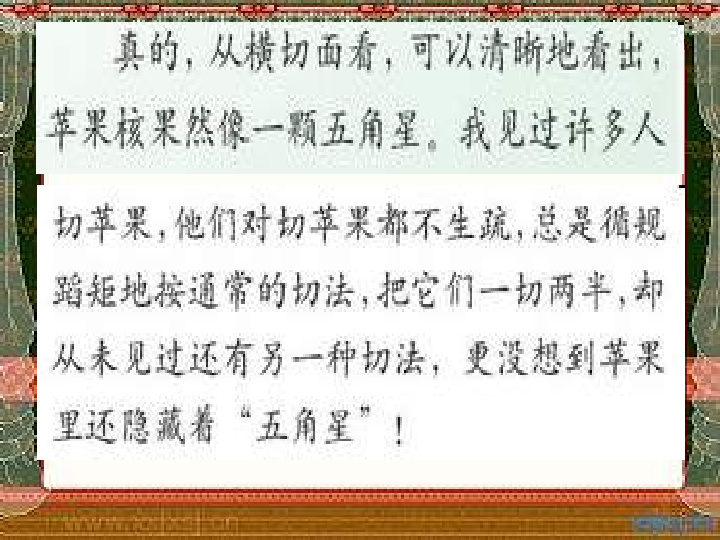 真的，从横切面看，可以清晰地看出，
苹果核果然像一颗五角星。我见过许多人
切苹果，他们对切苹果都不生疏，总是循规
蹈矩地按通常的切法，把它们一切两半，却
从未见过还有另一种切法，更没想到苹果
里还隐藏着“五角星”！